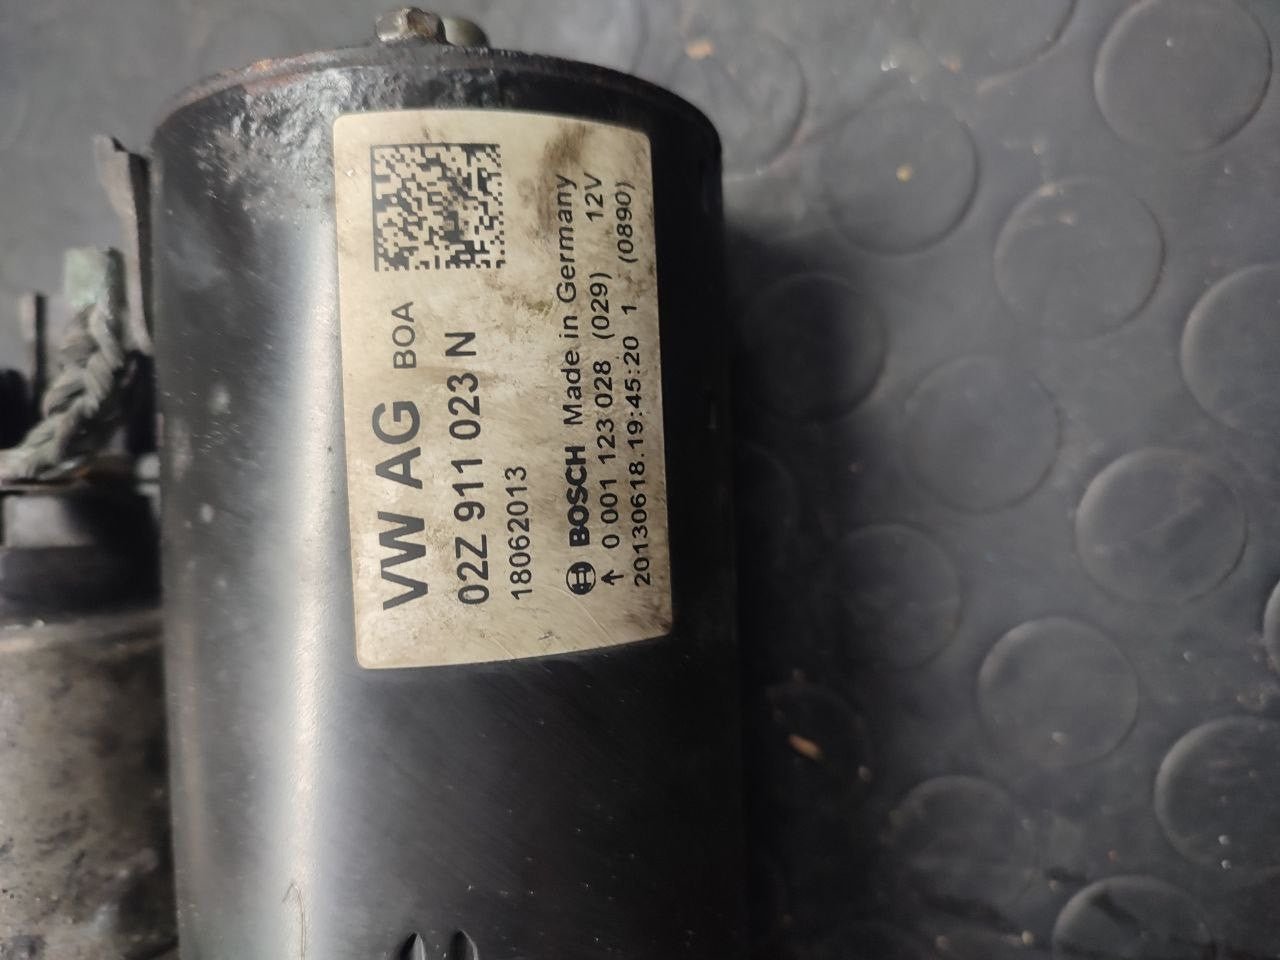 VW AG BOA
02Z 911 023 N
18062013
BOSCH Made in Germany
↑ 0 001 123 028 (029) 12V
20130618.19:45:20 1 (0890)